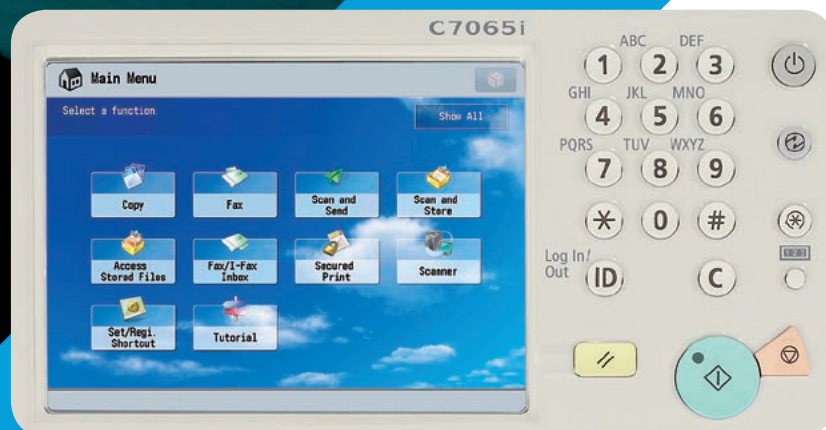 C7065i
Main Menu
Select a function.
Show All
Copy
Fax
Scan and
Send
Scan and
Store
Access
Stored Files
Fax/I-Fax
Inbox
Secured
Print
Scanner
Set/Regi.
Shortcut
Tutorial
ABC DEF
1 2 3
GHI JKL MNO
4 5 6
PQRS TUV WXYZ
7 8 9
* 0 #
123
Log In/
Out ID C